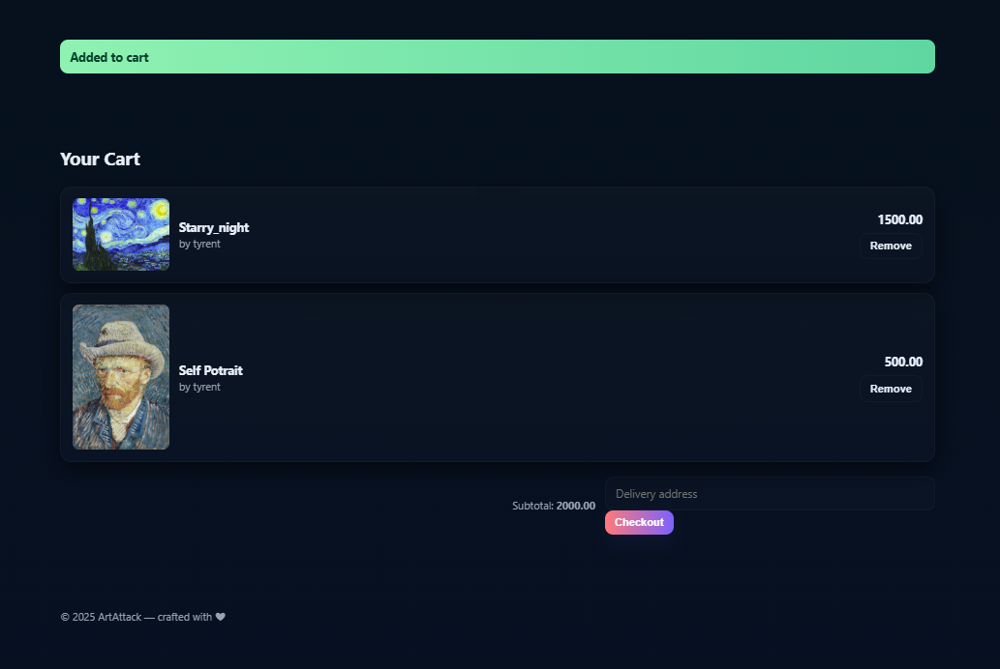 Added to cart
Your Cart
Starry_night
by tyrent
1500.00
Remove
Self Potrait
by tyrent
500.00
Remove
Delivery address
Subtotal: 2000.00
Checkout
© 2025 ArtAttack — crafted with ❤